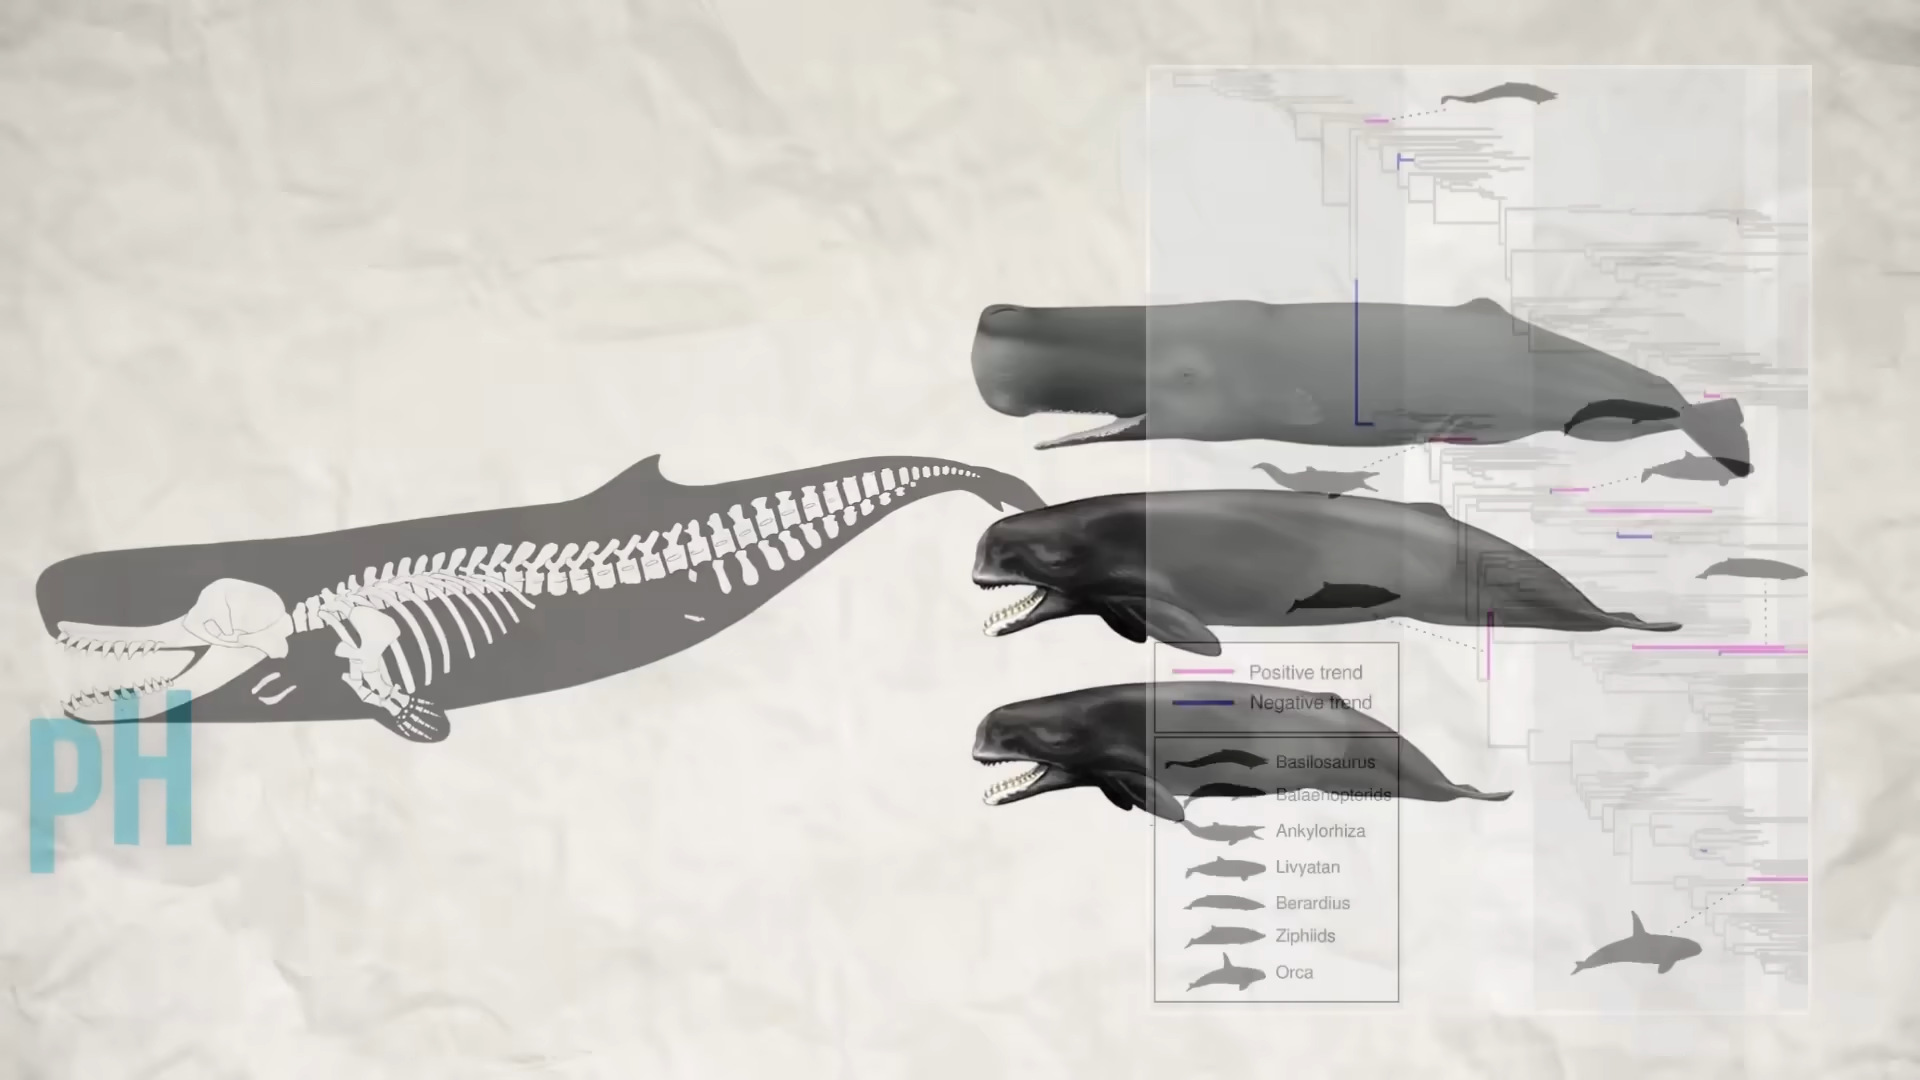 pH
Positive trend
Negative trend
Basilosaurus
Balaenopterids
Ankylorhiza
Livyatan
Berardius
Ziphiids
Orca